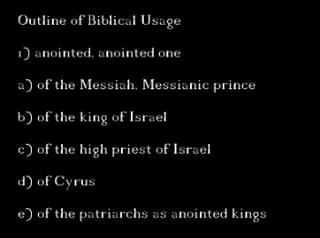 Outline of Biblical Usage
1) anointed, anointed one
a) of the Messiah, Messianic prince
b) of the king of Israel
c) of the high priest of Israel
d) of Cyrus
e) of the patriarchs as anointed kings